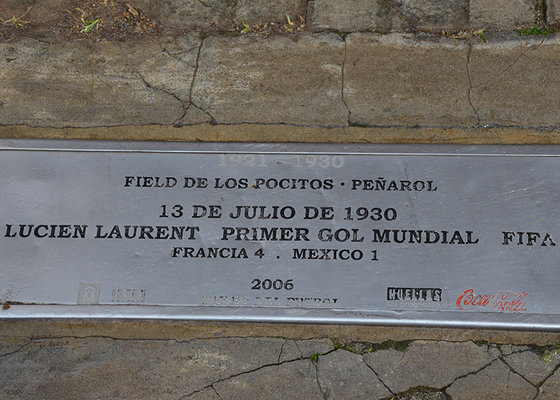 1921 - 1930
FIELD DE LOS POCITOS · PEÑAROL
13 DE JULIO DE 1930
LUCIEN LAURENT PRIMER GOL MUNDIAL FIFA
FRANCIA 4 . MEXICO 1
2006
Coca